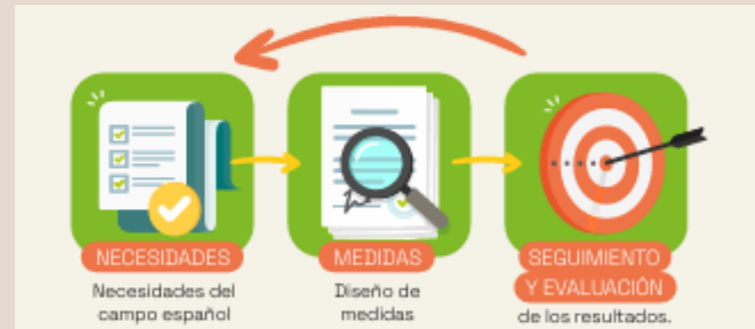 NECESIDADES
Necesidades del
campo español
MEDIDAS
Diseño de
medidas
SEGUIMIENTO
Y EVALUACIÓN
de los resultados.